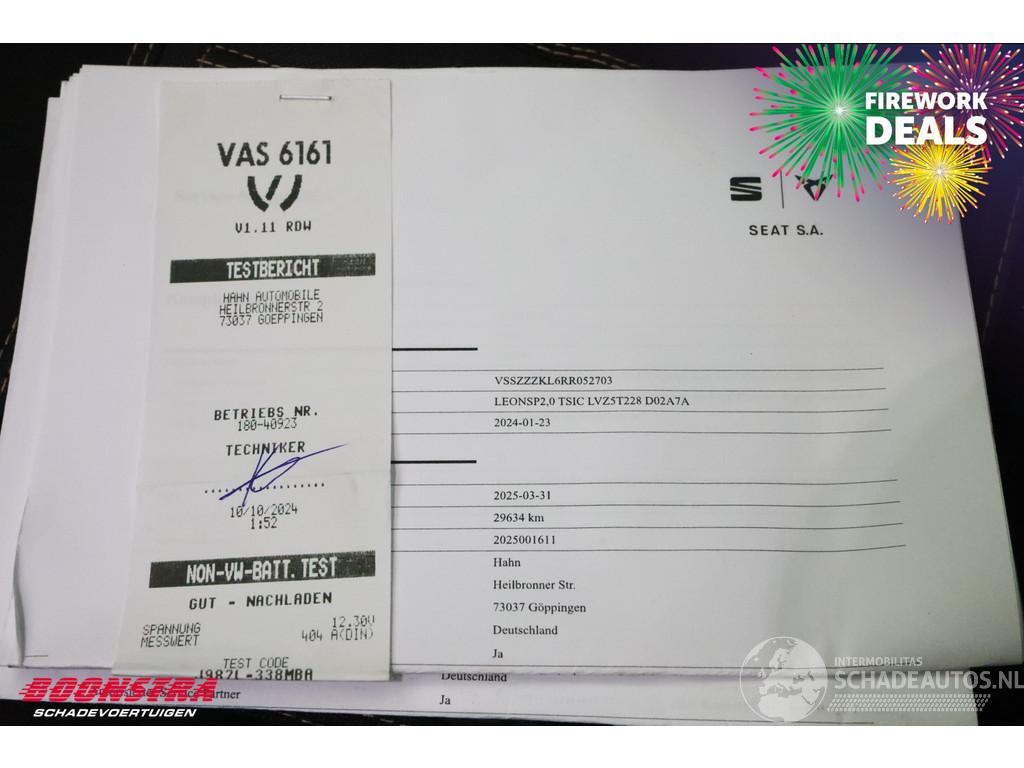 FIREWORK
DEALS
VAS 6161
V1.11 RDW
TESTBERICHT
HAHN AUTOMOBILE
HEILBRONNERSTR 2
73037 GOEPPINGEN
BETRIEBS NR.
180-40923
TECHNIKER
10/10/2024
1:52
NON-VW-BATT.TEST
GUT - NACHLADEN
SPANNUNG 12.30V
MESSWERT 404 A(DIN)
TEST CODE
SEAT S.A.
VSSZZZKL6RR052703
LEONSP2,0 TSIC LVZ5T228 D02A7A
2024-01-23
2025-03-31
29634 km
2025001611
Hahn
Heilbronner Str.
73037 Göppingen
Deutschland
Ja
Deutschland
Ja
BOONSTRA
SCHADEVOERTUIGEN
INTERMOBILITAS
SCHADEAUTOS.NL